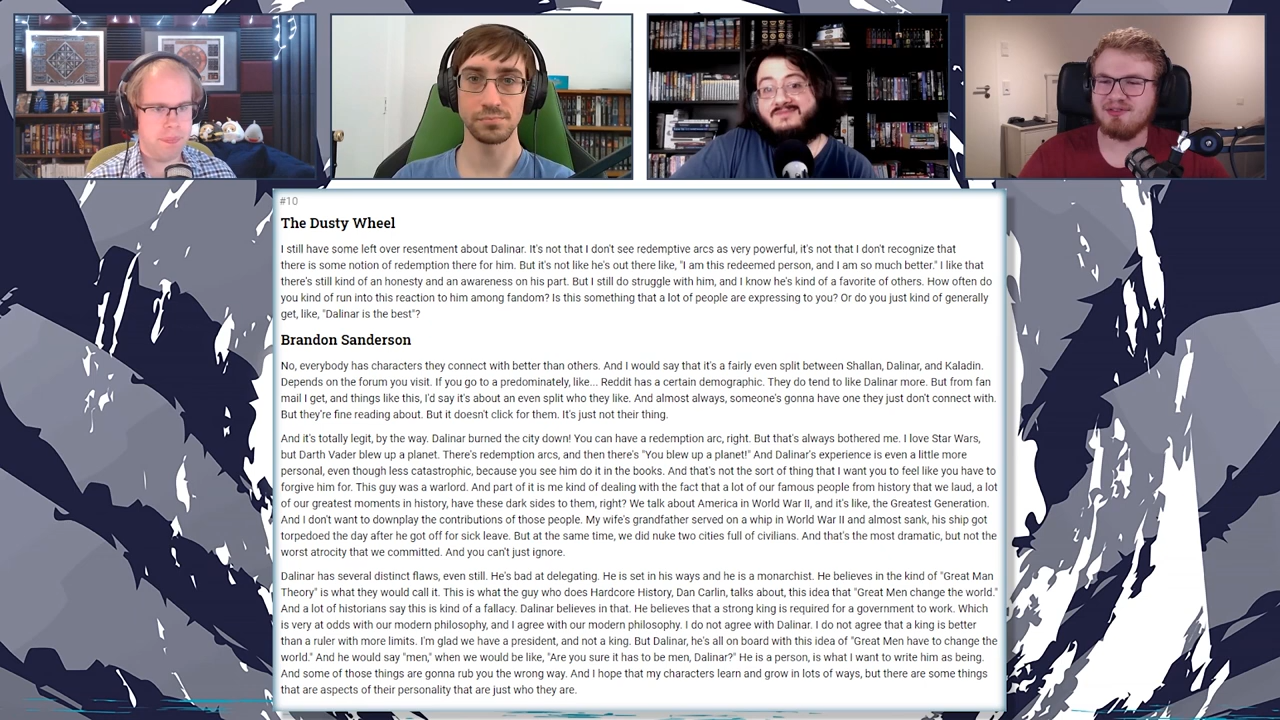 #10
The Dusty Wheel
I still have some left over resentment about Dalinar. It's not that I don't see redemptive arcs as very powerful, it's not that I don't recognize that
there is some notion of redemption there for him. But it's not like he's out there like, "I am this redeemed person, and I am so much better." I like that
there's still kind of an honesty and an awareness on his part. But I still do struggle with him, and I know he's kind of a favorite of others. How often do
you kind of run into this reaction to him among fandom? Is this something that a lot of people are expressing to you? Or do you just kind of generally
get, like, "Dalinar is the best"?
Brandon Sanderson
No, everybody has characters they connect with better than others. And I would say that it's a fairly even split between Shallan, Dalinar, and Kaladin.
Depends on the forum you visit. If you go to a predominately, like... Reddit has a certain demographic. They do tend to like Dalinar more. But from fan
mail I get, and things like this, I'd say it's about an even split who they like. And almost always, someone's gonna have one they just don't connect with.
But they're fine reading about. But it doesn't click for them. It's just not their thing.
And it's totally legit, by the way. Dalinar burned the city down! You can have a redemption arc, right. But that's always bothered me. I love Star Wars,
but Darth Vader blew up a planet. There's redemption arcs, and then there's "You blew up a planet!" And Dalinar's experience is even a little more
personal, even though less catastrophic, because you see him do it in the books. And that's not the sort of thing that I want you to feel like you have to
forgive him for. This guy was a warlord. And part of it is me kind of dealing with the fact that a lot of our famous people from history that we laud, a lot
of our greatest moments in history, have these dark sides to them, right? We talk about America in World War II, and it's like, the Greatest Generation.
And I don't want to downplay the contributions of those people. My wife's grandfather served on a whip in World War II and almost sank, his ship got
torpedoed the day after he got off for sick leave. But at the same time, we did nuke two cities full of civilians. And that's the most dramatic, but not the
worst atrocity that we committed. And you can't just ignore.
Dalinar has several distinct flaws, even still. He's bad at delegating. He is set in his ways and he is a monarchist. He believes in the kind of "Great Man
Theory" is what they would call it. This is what the guy who does Hardcore History, Dan Carlin, talks about, this idea that "Great Men change the world."
And a lot of historians say this is kind of a fallacy. Dalinar believes in that. He believes that a strong king is required for a government to work. Which
is very at odds with our modern philosophy, and I agree with our modern philosophy. I do not agree with Dalinar. I do not agree that a king is better
than a ruler with more limits. I'm glad we have a president, and not a king. But Dalinar, he's all on board with this idea of "Great Men have to change the
world." And he would say "men," when we would be like, "Are you sure it has to be men, Dalinar?" He is a person, is what I want to write him as being.
And some of those things are gonna rub you the wrong way. And I hope that my characters learn and grow in lots of ways, but there are some things
that are aspects of their personality that are just who they are.